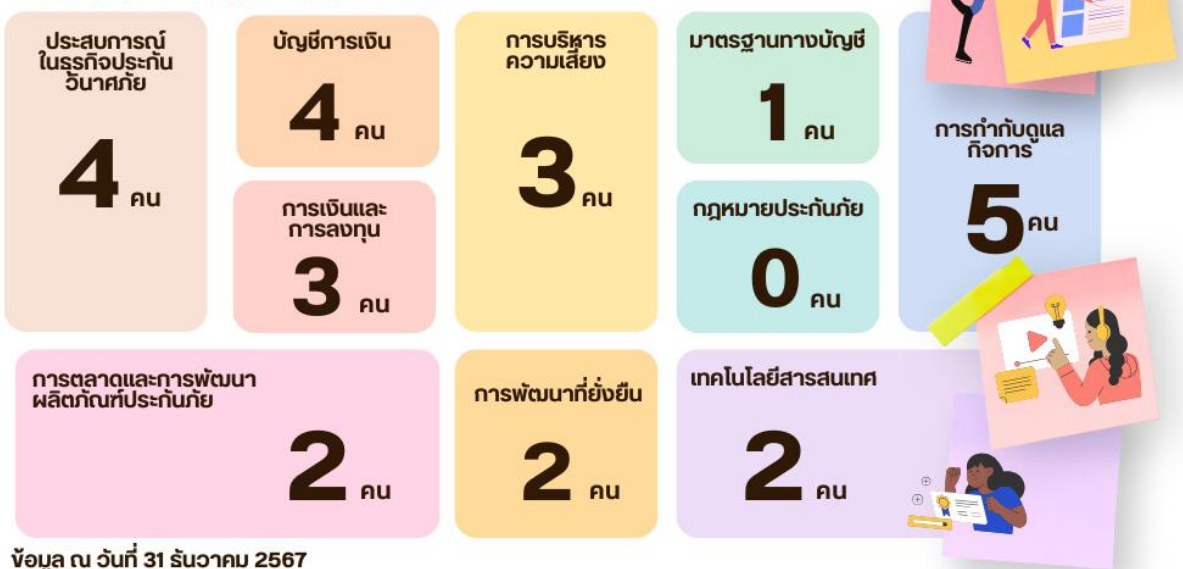 ประสบการณ์
ในธุรกิจประกัน
วินาศภัย
4 คน
บัญชีการเงิน
4 คน
การเงินและ
การลงทุน
3 คน
การบริหาร
ความเสี่ยง
3 คน
มาตรฐานทางบัญชี
1 คน
กฎหมายประกันภัย
0 คน
การกำกับดูแล
กิจการ
5 คน
การตลาดและการพัฒนา
ผลิตภัณฑ์ประกันภัย
2 คน
การพัฒนาที่ยั่งยืน
2 คน
เทคโนโลยีสารสนเทศ
2 คน
ข้อมูล ณ วันที่ 31 ธันวาคม 2567